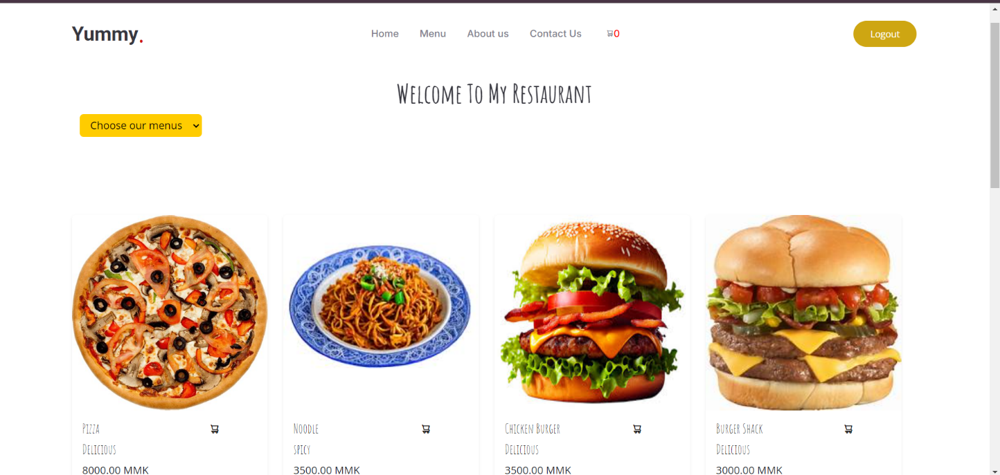 Yummy.
Home Menu About us Contact Us 0
Logout
Welcome To My Restaurant
Choose our menus
Pizza
Delicious
8000.00 MMK
Noodle
spicy
3500.00 MMK
Chicken Burger
Delicious
3500.00 MMK
Burger Shack
Delicious
3000.00 MMK